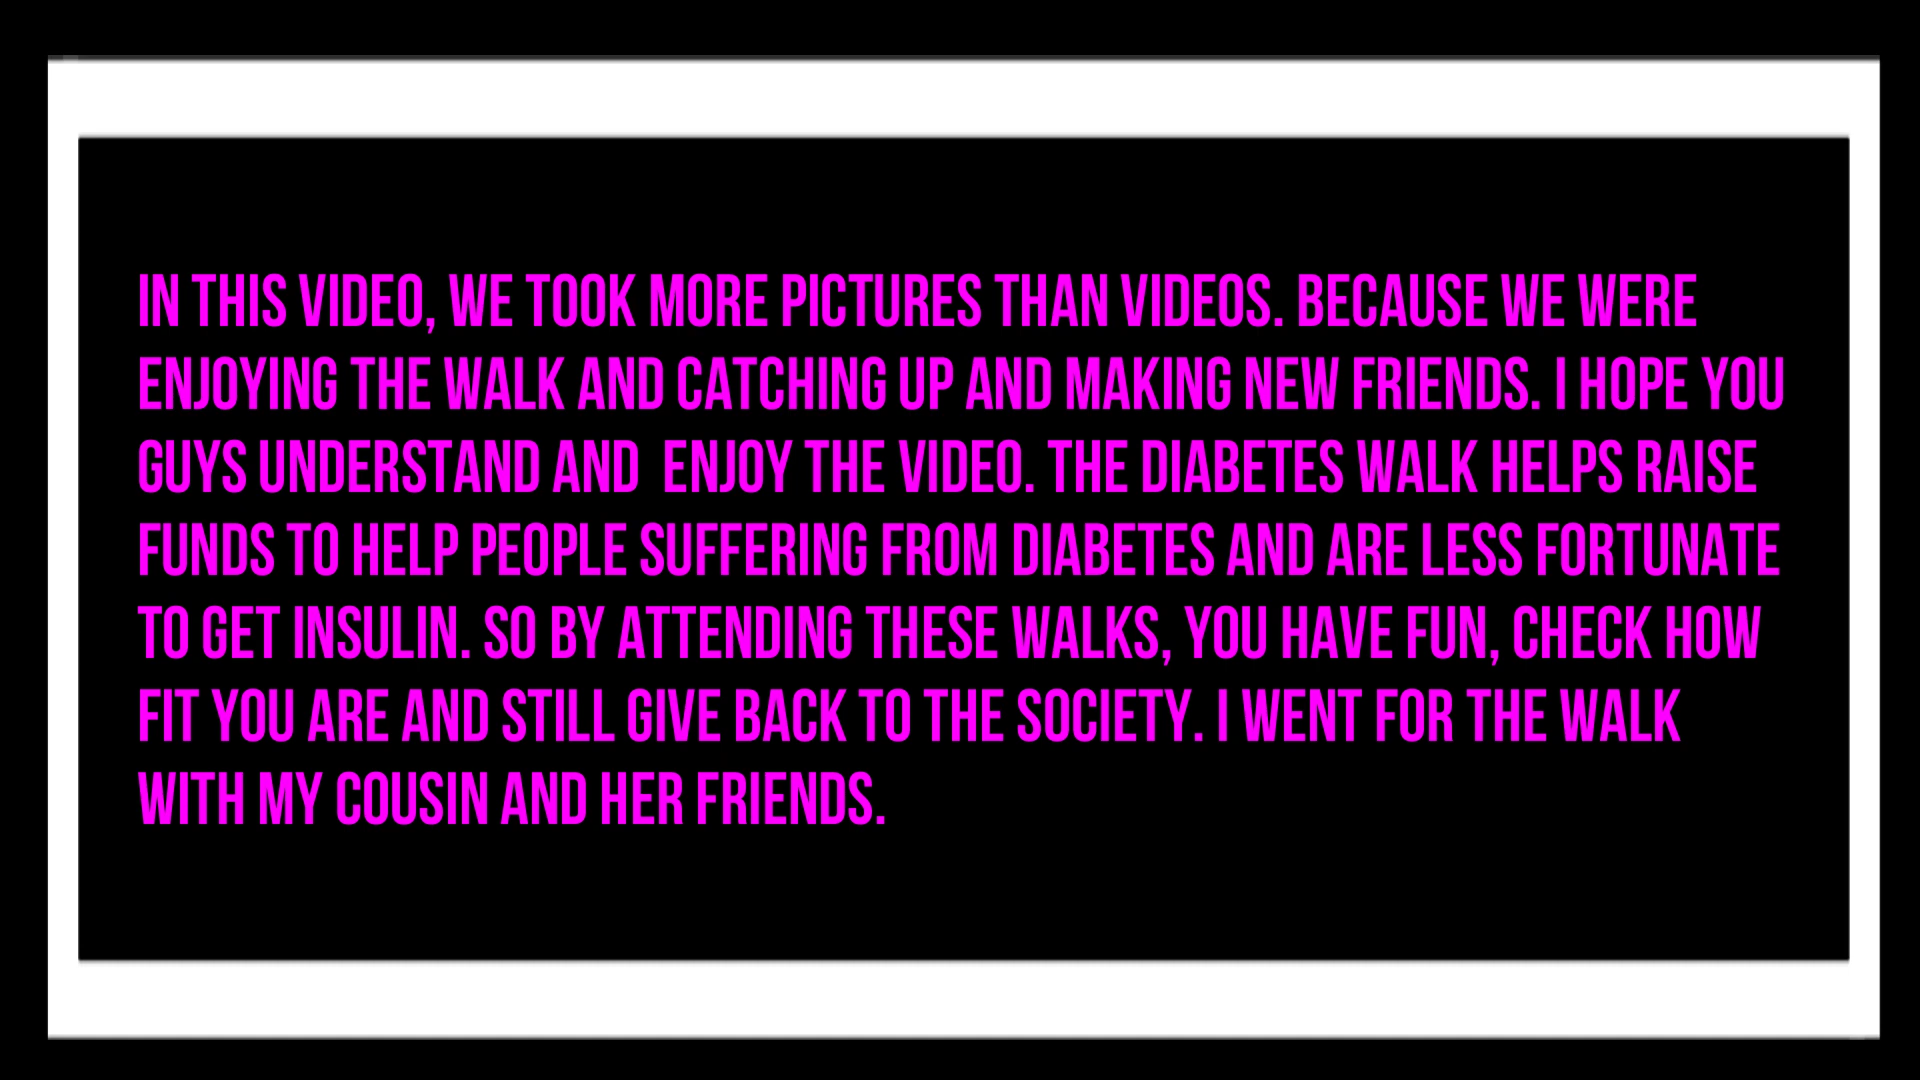 IN THIS VIDEO, WE TOOK MORE PICTURES THAN VIDEOS. BECAUSE WE WERE
ENJOYING THE WALK AND CATCHING UP AND MAKING NEW FRIENDS. I HOPE YOU
GUYS UNDERSTAND AND  ENJOY THE VIDEO. THE DIABETES WALK HELPS RAISE
FUNDS TO HELP PEOPLE SUFFERING FROM DIABETES AND ARE LESS FORTUNATE
TO GET INSULIN. SO BY ATTENDING THESE WALKS, YOU HAVE FUN, CHECK HOW
FIT YOU ARE AND STILL GIVE BACK TO THE SOCIETY. I WENT FOR THE WALK
WITH MY COUSIN AND HER FRIENDS.